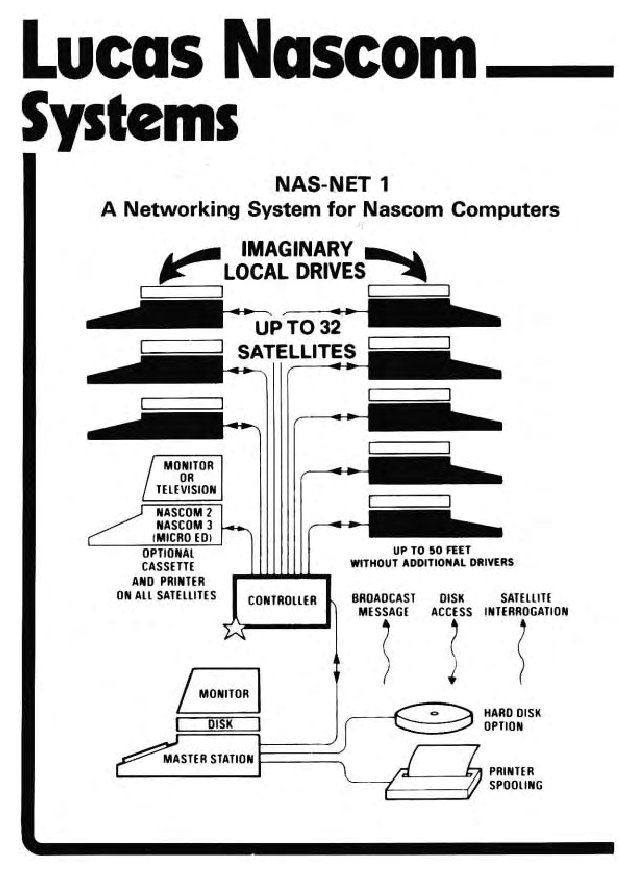 Lucas Nascom
Systems
NAS-NET 1
A Networking System for Nascom Computers
IMAGINARY
LOCAL DRIVES
UP TO 32
SATELLITES
MONITOR
OR
TELEVISION
NASCOM 2
NASCOM 3
(MICRO ED)
OPTIONAL
CASSETTE
AND PRINTER
ON ALL SATELLITES
UP TO 50 FEET
WITHOUT ADDITIONAL DRIVERS
CONTROLLER
BROADCAST
MESSAGE
DISK
ACCESS
SATELLITE
INTERROGATION
MONITOR
DISK
MASTER STATION
HARD DISK
OPTION
PRINTER
SPOOLING